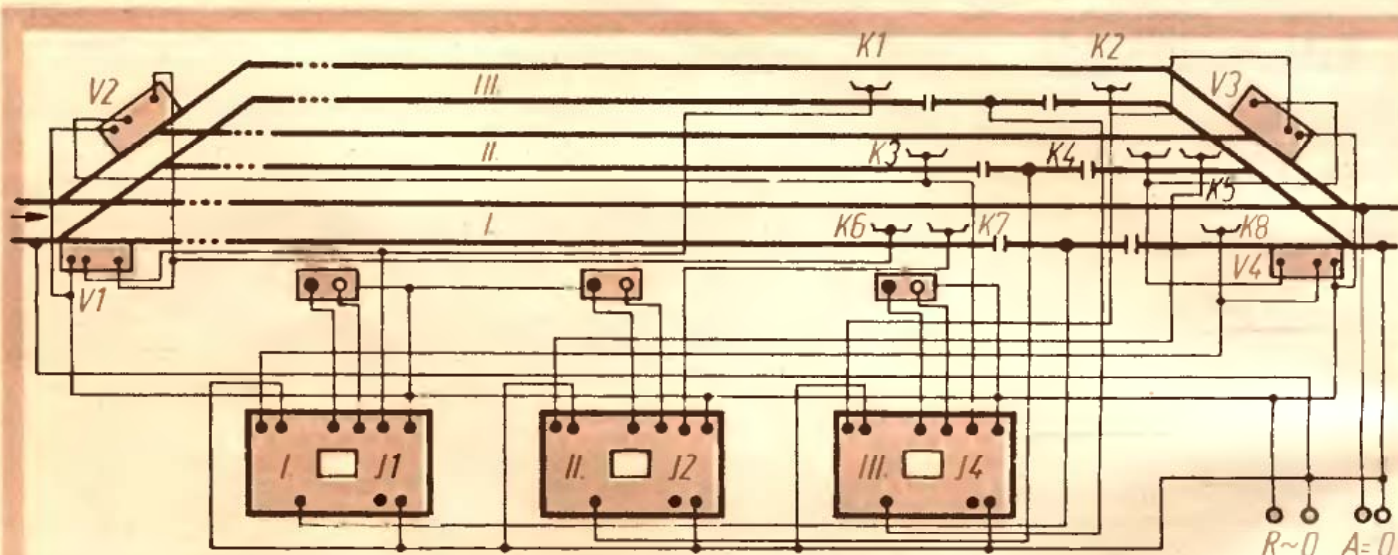 K1 K2
V2 V3
III.
II. K3 K4 K5
I. K6 K7 K8
V1 V4
I. J1 II. J2 III. J4
R~0 A=0